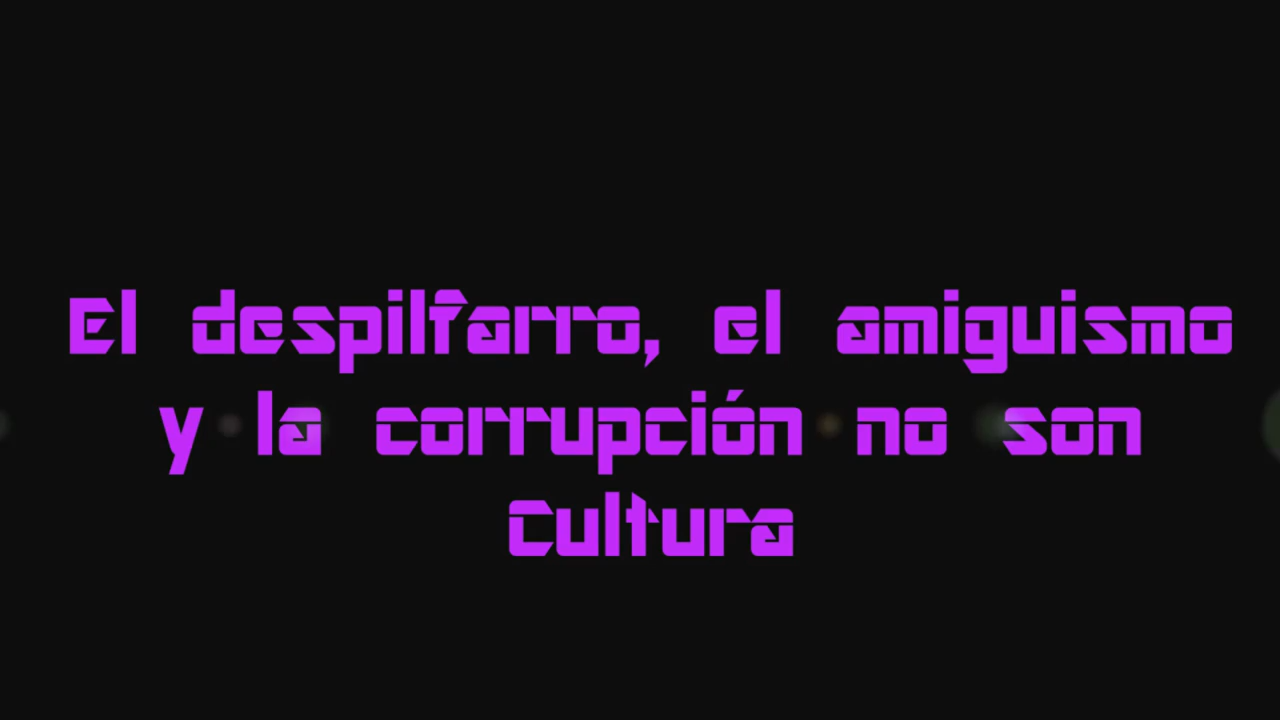 El despilfarro, el amiguismo
y la corrupción no son
Cultura